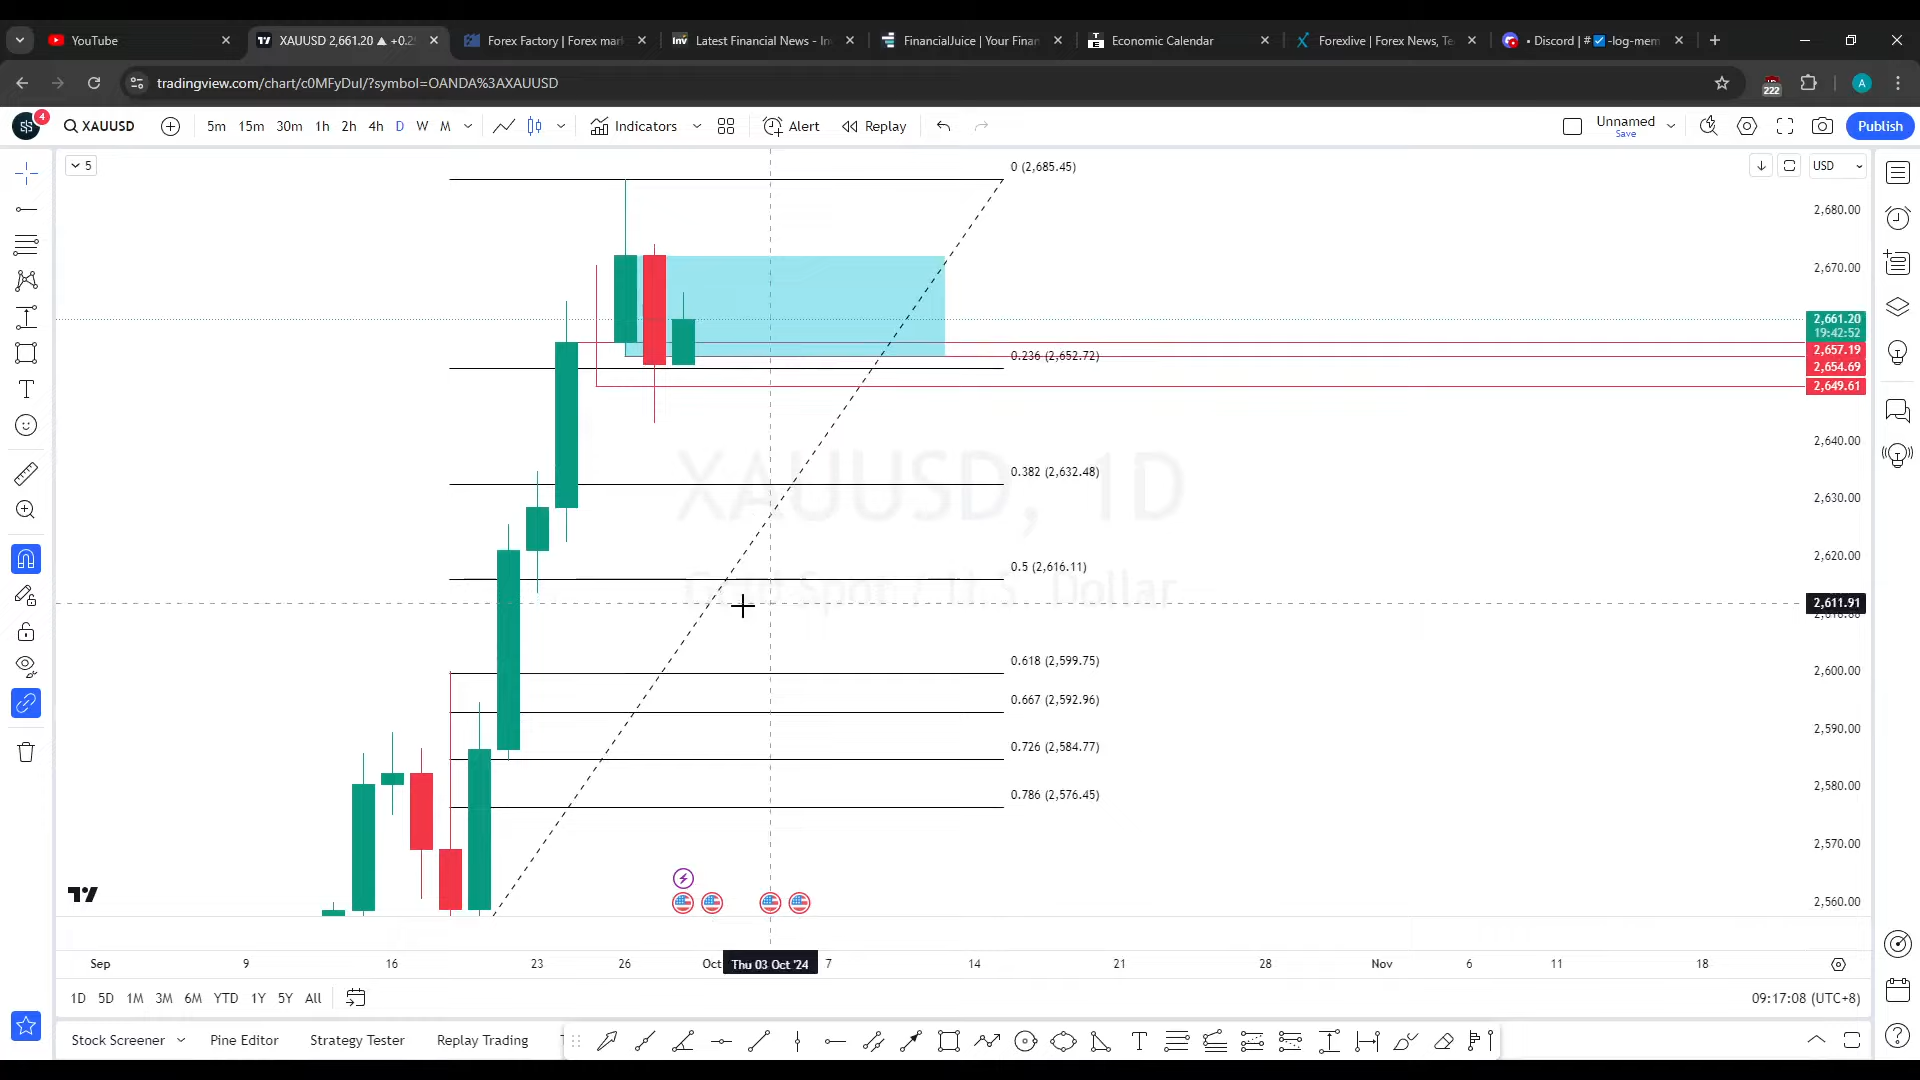 YouTube
XAUUSD 2,661.20 ▲ +0.2
Forex Factory | Forex mar
Latest Financial News - In
FinancialJuice | Your Finan
Economic Calendar
Forexlive | Forex News, Te
• Discord | #✅-log-mem
Inv
TE
tradingview.com/chart/c0MFyDuI/?symbol=OANDA%3AXAUUSD
222
A
4
XAUUSD
5m 15m 30m 1h 2h 4h D W M
Indicators
Alert
Replay
Unnamed
Save
Publish
5
USD
0 (2,685.45)
0.236 (2,652.72)
0.382 (2,632.48)
0.5 (2,616.11)
0.618 (2,599.75)
0.667 (2,592.96)
0.726 (2,584.77)
0.786 (2,576.45)
XAUUSD, 1D
Gold Spot / U.S. Dollar
2,680.00
2,670.00
2,661.20
19:42:52
2,657.19
2,654.69
2,649.61
2,640.00
2,630.00
2,620.00
2,611.91
2,600.00
2,590.00
2,580.00
2,570.00
2,560.00
Sep 9 16 23 26 Oct Thu 03 Oct '24 7 14 21 28 Nov 6 11 18
1D 5D 1M 3M 6M YTD 1Y 5Y All
09:17:08 (UTC+8)
Stock Screener Pine Editor Strategy Tester Replay Trading